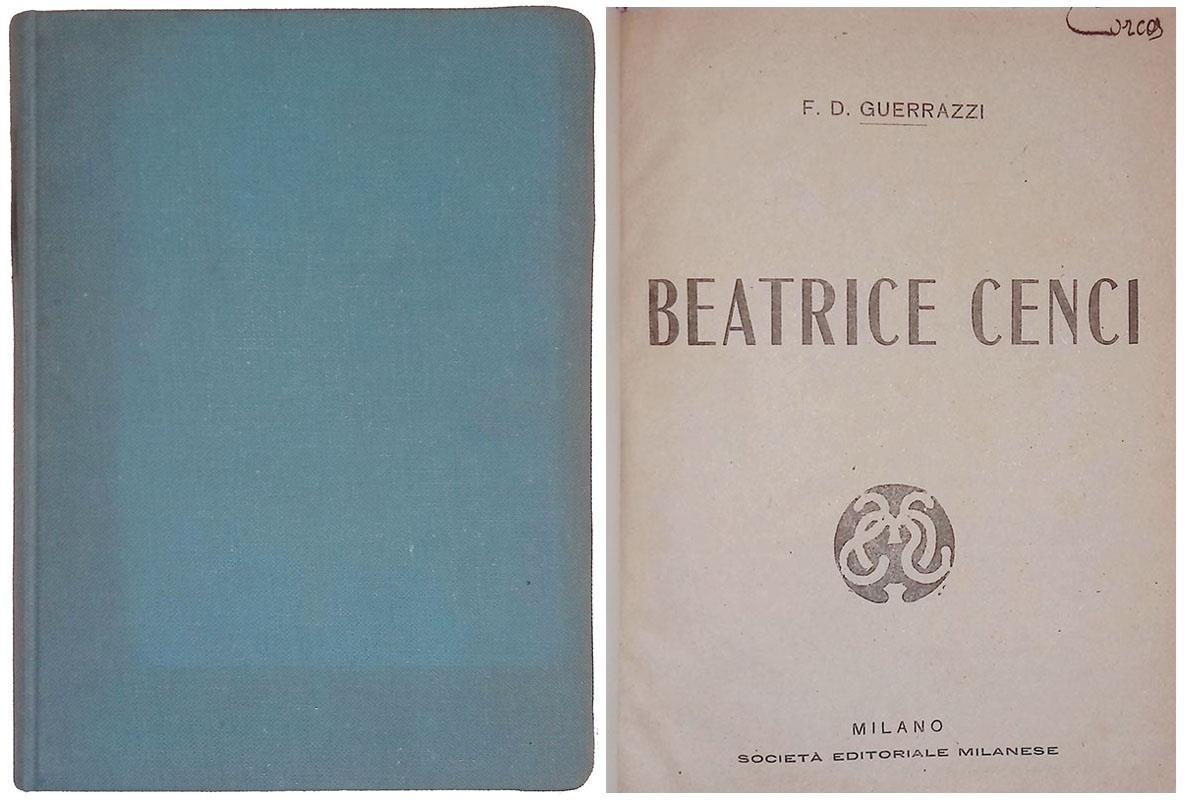 F. D. GUERRAZZI
BEATRICE CENCI
MILANO
SOCIETÀ EDITORIALE MILANESE